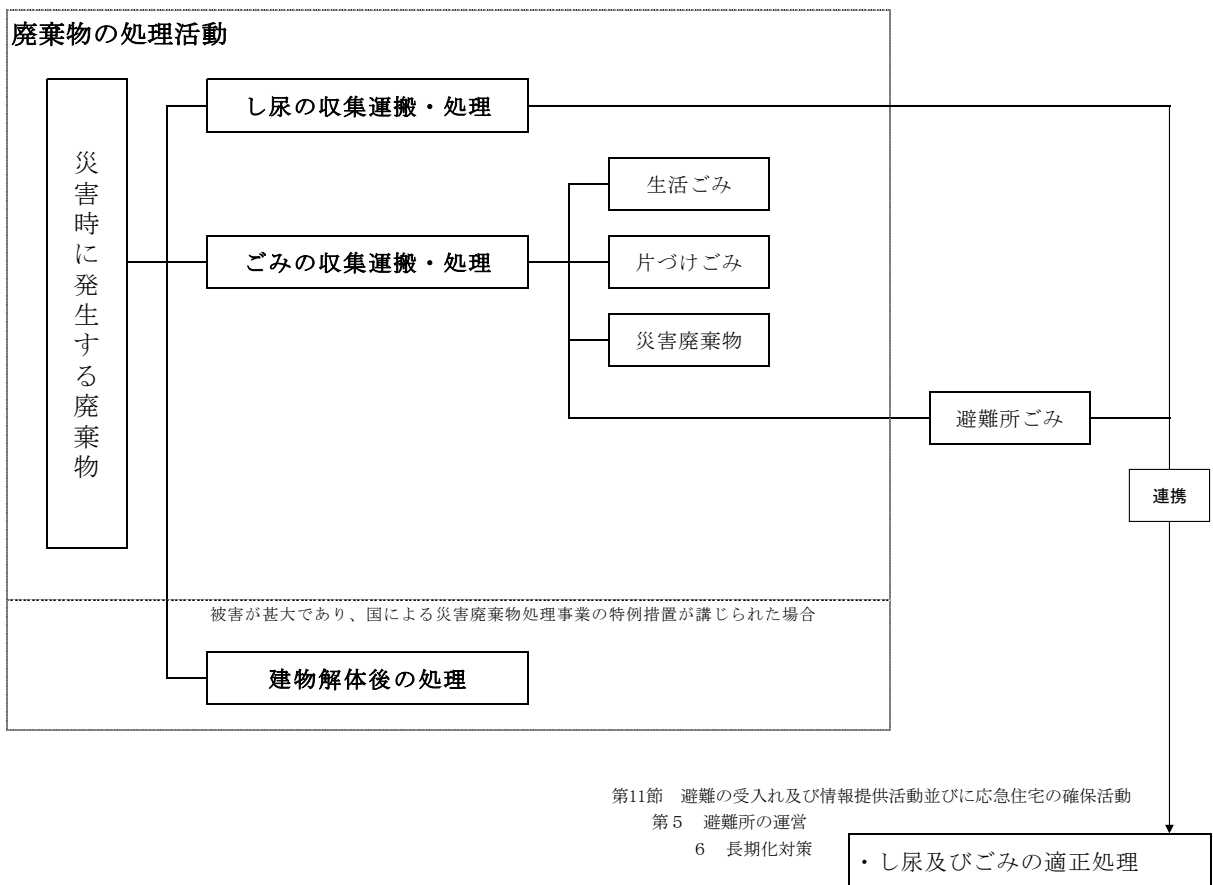 廃棄物の処理活動
災害時に発生する廃棄物
し尿の収集運搬・処理
ごみの収集運搬・処理
生活ごみ
片づけごみ
災害廃棄物
避難所ごみ
連携
被害が甚大であり、国による災害廃棄物処理事業の特例措置が講じられた場合
建物解体後の処理
第11節 避難の受入れ及び情報提供活動並びに応急住宅の確保活動
第５ 避難所の運営
６ 長期化対策
・し尿及びごみの適正処理